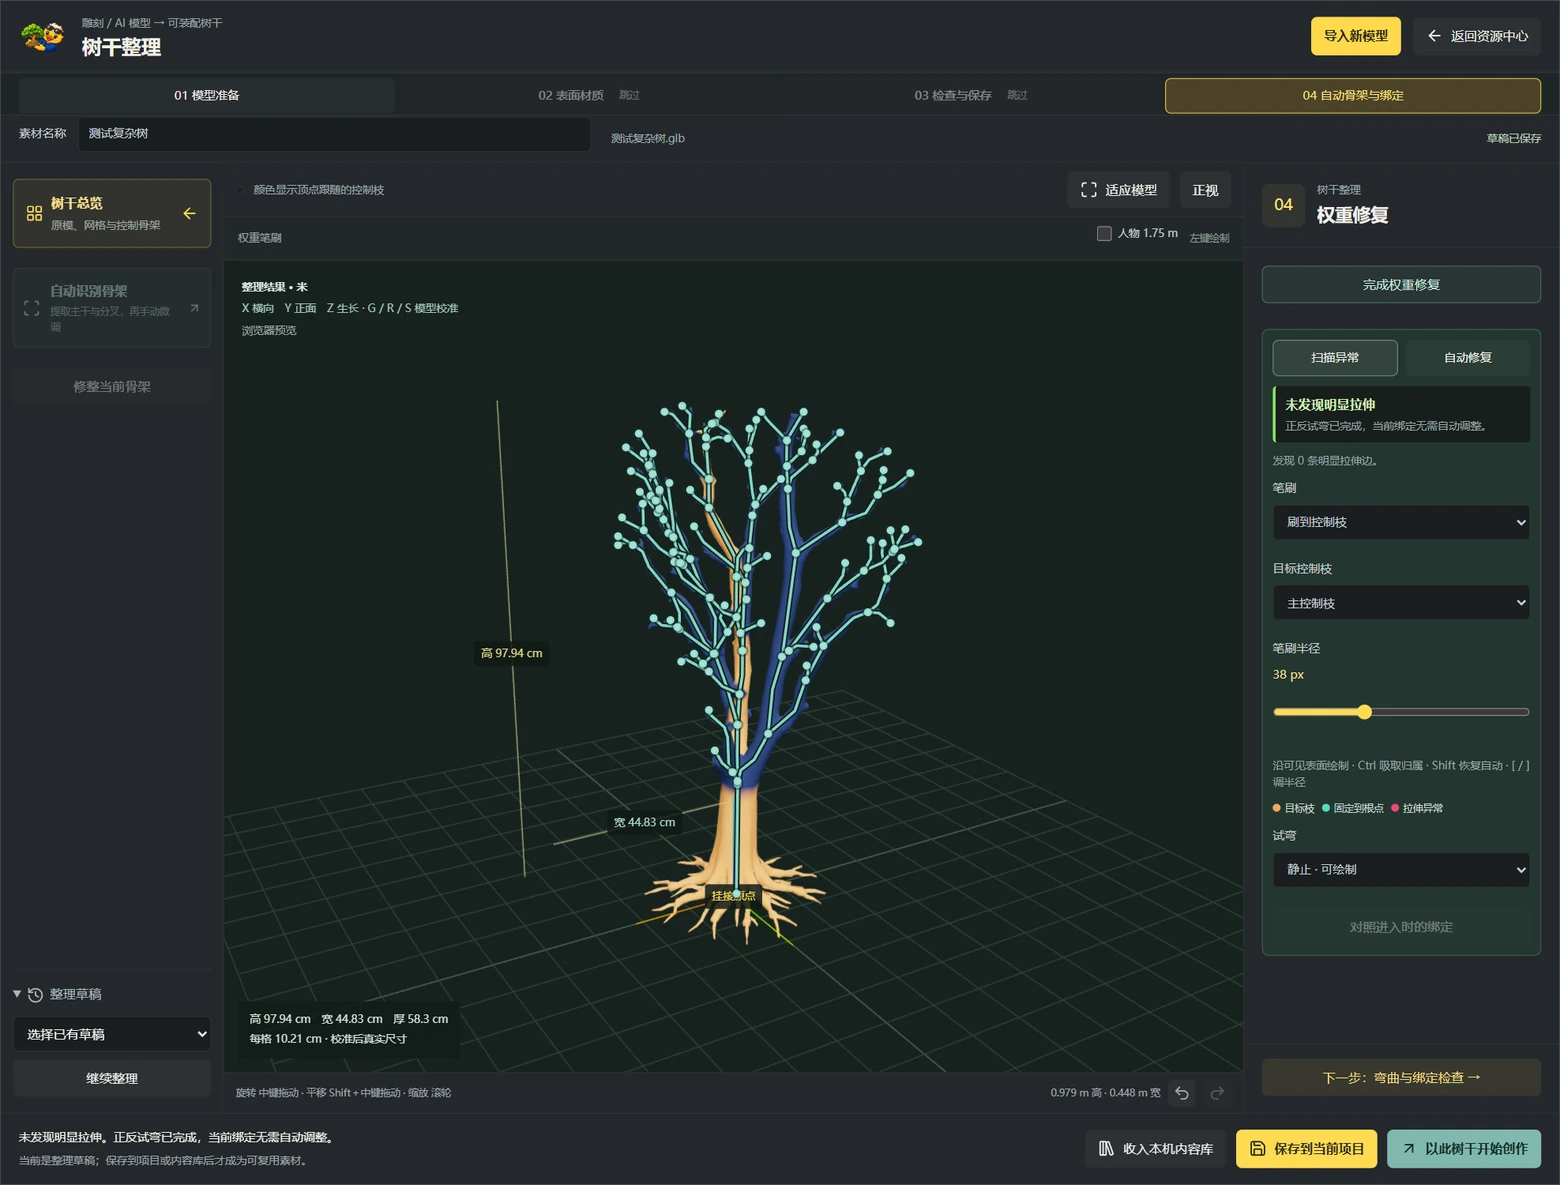 雕刻 / AI 模型 → 可装配树干
树干整理
导入新模型
← 返回资源中心
01 模型准备
02 表面材质 跳过
03 检查与保存 跳过
04 自动骨架与绑定
素材名称
测试复杂树
测试复杂树.glb
草稿已保存
树干总览
原模、网格与控制骨架
自动识别骨架
提取主干与分叉，再手动微
调
修整当前骨架
颜色显示顶点跟随的控制枝
适应模型
正视
权重笔刷
人物 1.75 m
左键绘制
整理结果 • 米
X 横向 Y 正面 Z 生长 · G / R / S 模型校准
浏览器预览
高 97.94 cm
宽 44.83 cm
挂接原点
高 97.94 cm 宽 44.83 cm 厚 58.3 cm
每格 10.21 cm · 校准后真实尺寸
旋转 中键拖动 · 平移 Shift + 中键拖动 · 缩放 滚轮
0.979 m 高 · 0.448 m 宽
04
树干整理
权重修复
完成权重修复
扫描异常
自动修复
未发现明显拉伸
正反试弯已完成，当前绑定无需自动调整。
发现 0 条明显拉伸边。
笔刷
刷到控制枝
目标控制枝
主控制枝
笔刷半径
38 px
沿可见表面绘制 · Ctrl 吸取归属 · Shift 恢复自动 · [ / ]
调半径
目标枝 固定到根点 拉伸异常
试弯
静止 · 可绘制
对照进入时的绑定
下一步：弯曲与绑定检查 →
整理草稿
选择已有草稿
继续整理
未发现明显拉伸。正反试弯已完成，当前绑定无需自动调整。
当前是整理草稿；保存到项目或内容库后才成为可复用素材。
收入本机内容库
保存到当前项目
以此树干开始创作